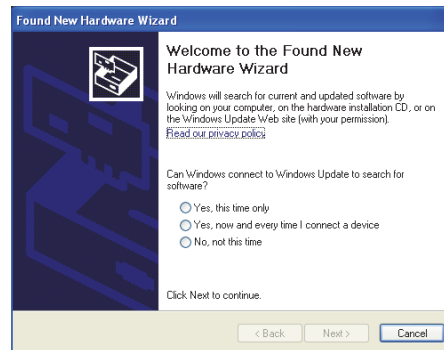 Found New Hardware Wizard
Welcome to the Found New
Hardware Wizard
Windows will search for current and updated software by
looking on your computer, on the hardware installation CD, or on
the Windows Update Web site (with your permission).
Read our privacy policy
Can Windows connect to Windows Update to search for
software?
Yes, this time only
Yes, now and every time I connect a device
No, not this time
Click Next to continue.
< Back Next > Cancel